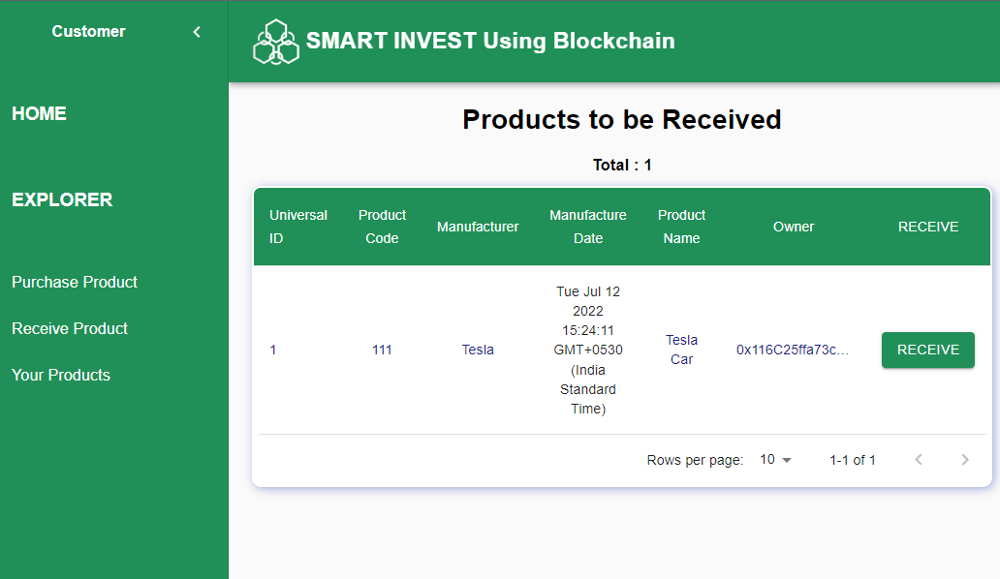 Customer
SMART INVEST Using Blockchain
HOME
EXPLORER
Purchase Product
Receive Product
Your Products
Products to be Received
Total : 1
Universal
ID
Product
Code
Manufacturer
Manufacture
Date
Product
Name
Owner
RECEIVE
1
111
Tesla
Tue Jul 12
2022
15:24:11
GMT+0530
(India
Standard
Time)
Tesla
Car
0x116C25ffa73c...
RECEIVE
Rows per page: 10 1-1 of 1